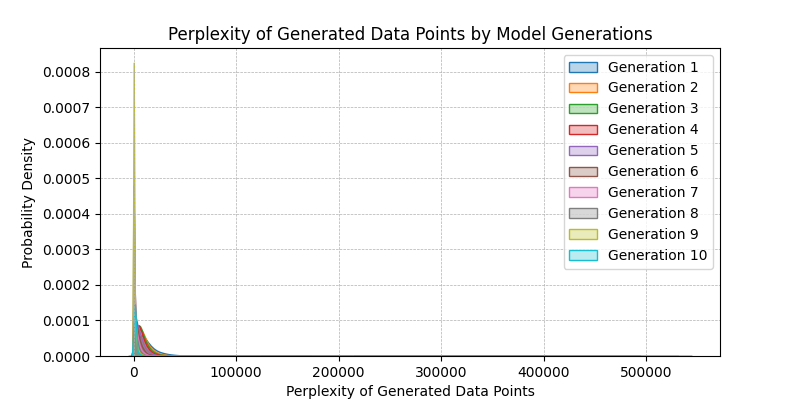 Perplexity of Generated Data Points by Model Generations
Probability Density
0.0008
0.0007
0.0006
0.0005
0.0004
0.0003
0.0002
0.0001
0.0000
Generation 1
Generation 2
Generation 3
Generation 4
Generation 5
Generation 6
Generation 7
Generation 8
Generation 9
Generation 10
0 100000 200000 300000 400000 500000
Perplexity of Generated Data Points